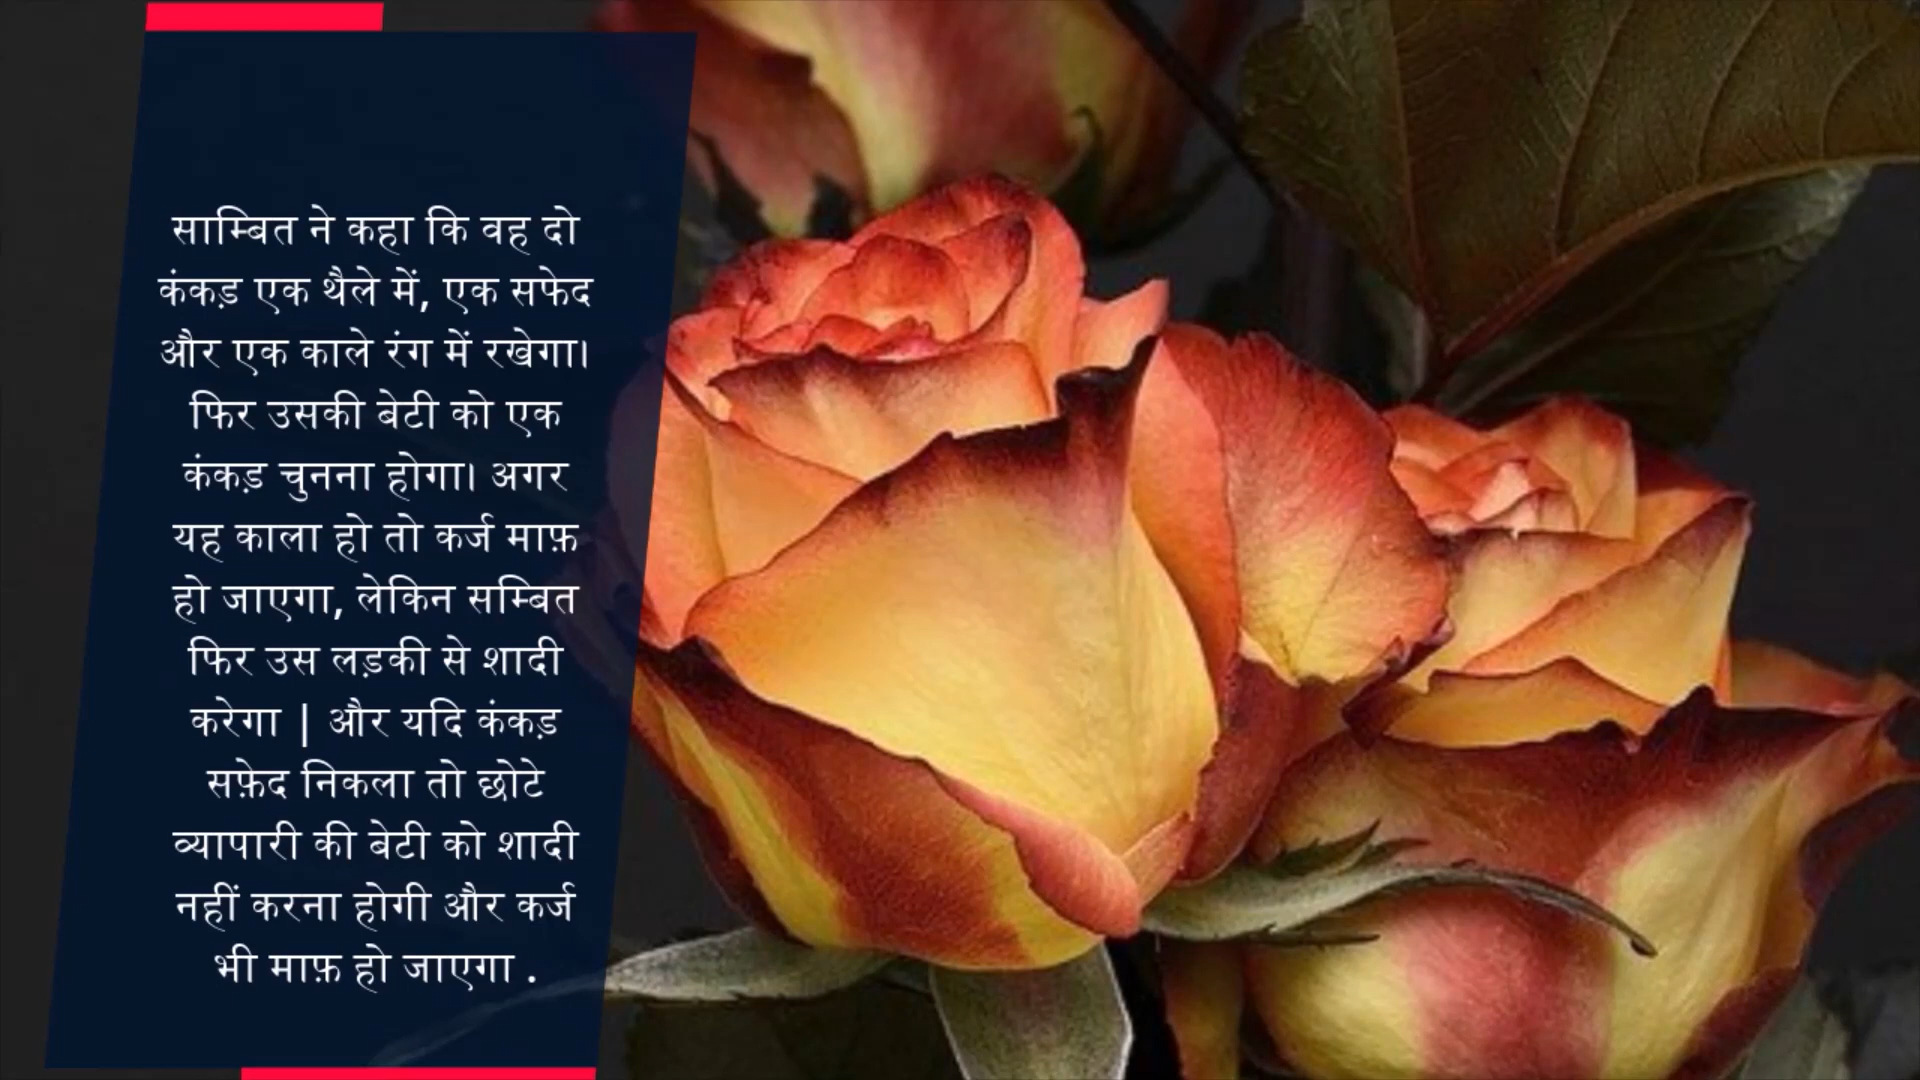 साम्बित ने कहा कि वह दो
कंकड़ एक थैले में, एक सफेद
और एक काले रंग में रखेगा।
फिर उसकी बेटी को एक
कंकड़ चुनना होगा। अगर
यह काला हो तो कर्ज माफ़
हो जाएगा, लेकिन सम्बित
फिर उस लड़की से शादी
करेगा | और यदि कंकड़
सफ़ेद निकला तो छोटे
व्यापारी की बेटी को शादी
नहीं करना होगी और कर्ज
भी माफ़ हो जाएगा .